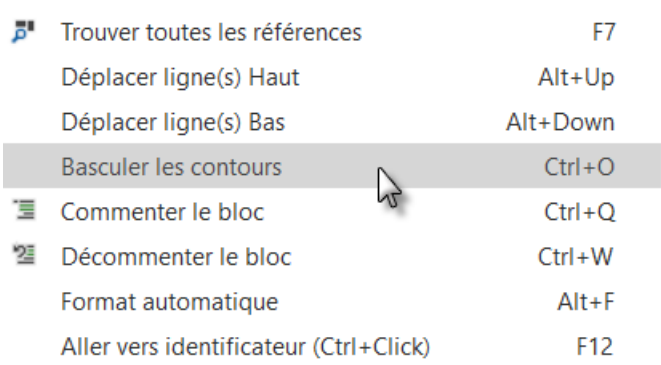 Trouver toutes les références F7
Déplacer ligne(s) Haut Alt+Up
Déplacer ligne(s) Bas Alt+Down
Basculer les contours Ctrl+O
Commenter le bloc Ctrl+Q
Décommenter le bloc Ctrl+W
Format automatique Alt+F
Aller vers identificateur (Ctrl+Click) F12